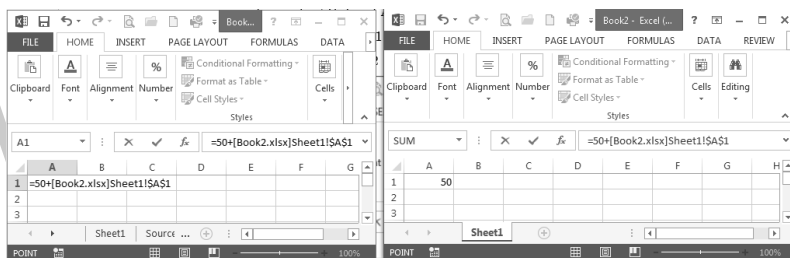 Book...
FILE HOME INSERT PAGE LAYOUT FORMULAS DATA
Clipboard Font Alignment Number Conditional Formatting Format as Table Cell Styles Cells
Styles
A1 =50+[Book2.xlsx]Sheet1!$A$1
A B C D E F G
1 =50+[Book2.xlsx]Sheet1!$A$1
2
3
Sheet1 Source ...
POINT 100%
Book2 - Excel (...
FILE HOME INSERT PAGE LAYOUT FORMULAS DATA REVIEW
Clipboard Font Alignment Number Conditional Formatting Format as Table Cell Styles Cells Editing
Styles
SUM =50+[Book2.xlsx]Sheet1!$A$1
A B C D E F G H
1 50
2
3
Sheet1
POINT 100%